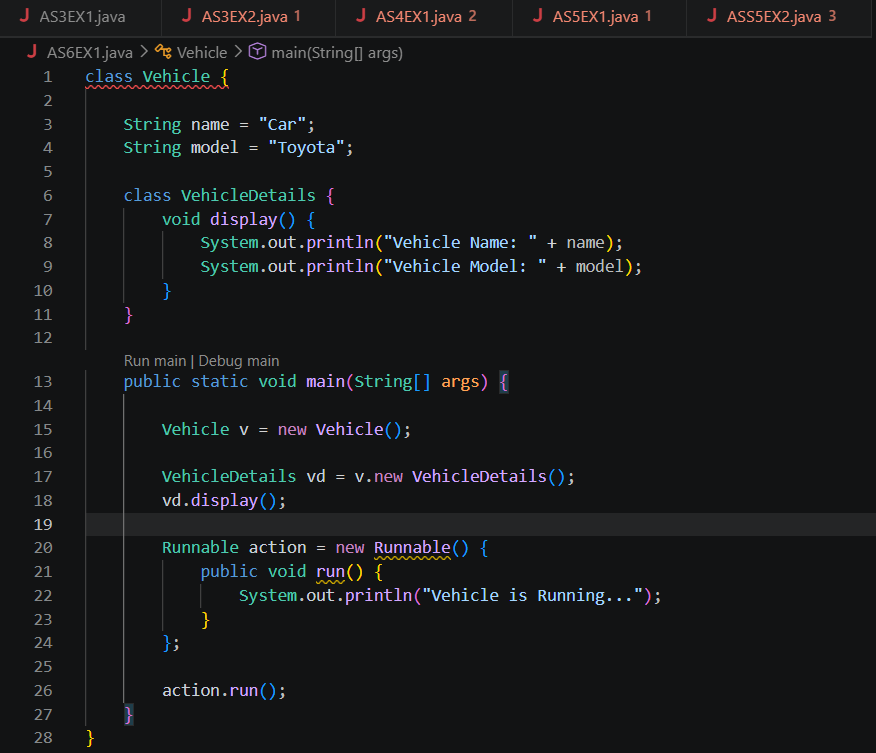 AS3EX1.java AS3EX2.java 1 AS4EX1.java 2 AS5EX1.java 1 ASS5EX2.java 3
AS6EX1.java > Vehicle > main(String[] args)
1 class Vehicle {
2
3 String name = "Car";
4 String model = "Toyota";
5
6 class VehicleDetails {
7 void display() {
8 System.out.println("Vehicle Name: " + name);
9 System.out.println("Vehicle Model: " + model);
10 }
11 }
12
Run main | Debug main
13 public static void main(String[] args) {
14
15 Vehicle v = new Vehicle();
16
17 VehicleDetails vd = v.new VehicleDetails();
18 vd.display();
19
20 Runnable action = new Runnable() {
21 public void run() {
22 System.out.println("Vehicle is Running...");
23 }
24 };
25
26 action.run();
27 }
28 }